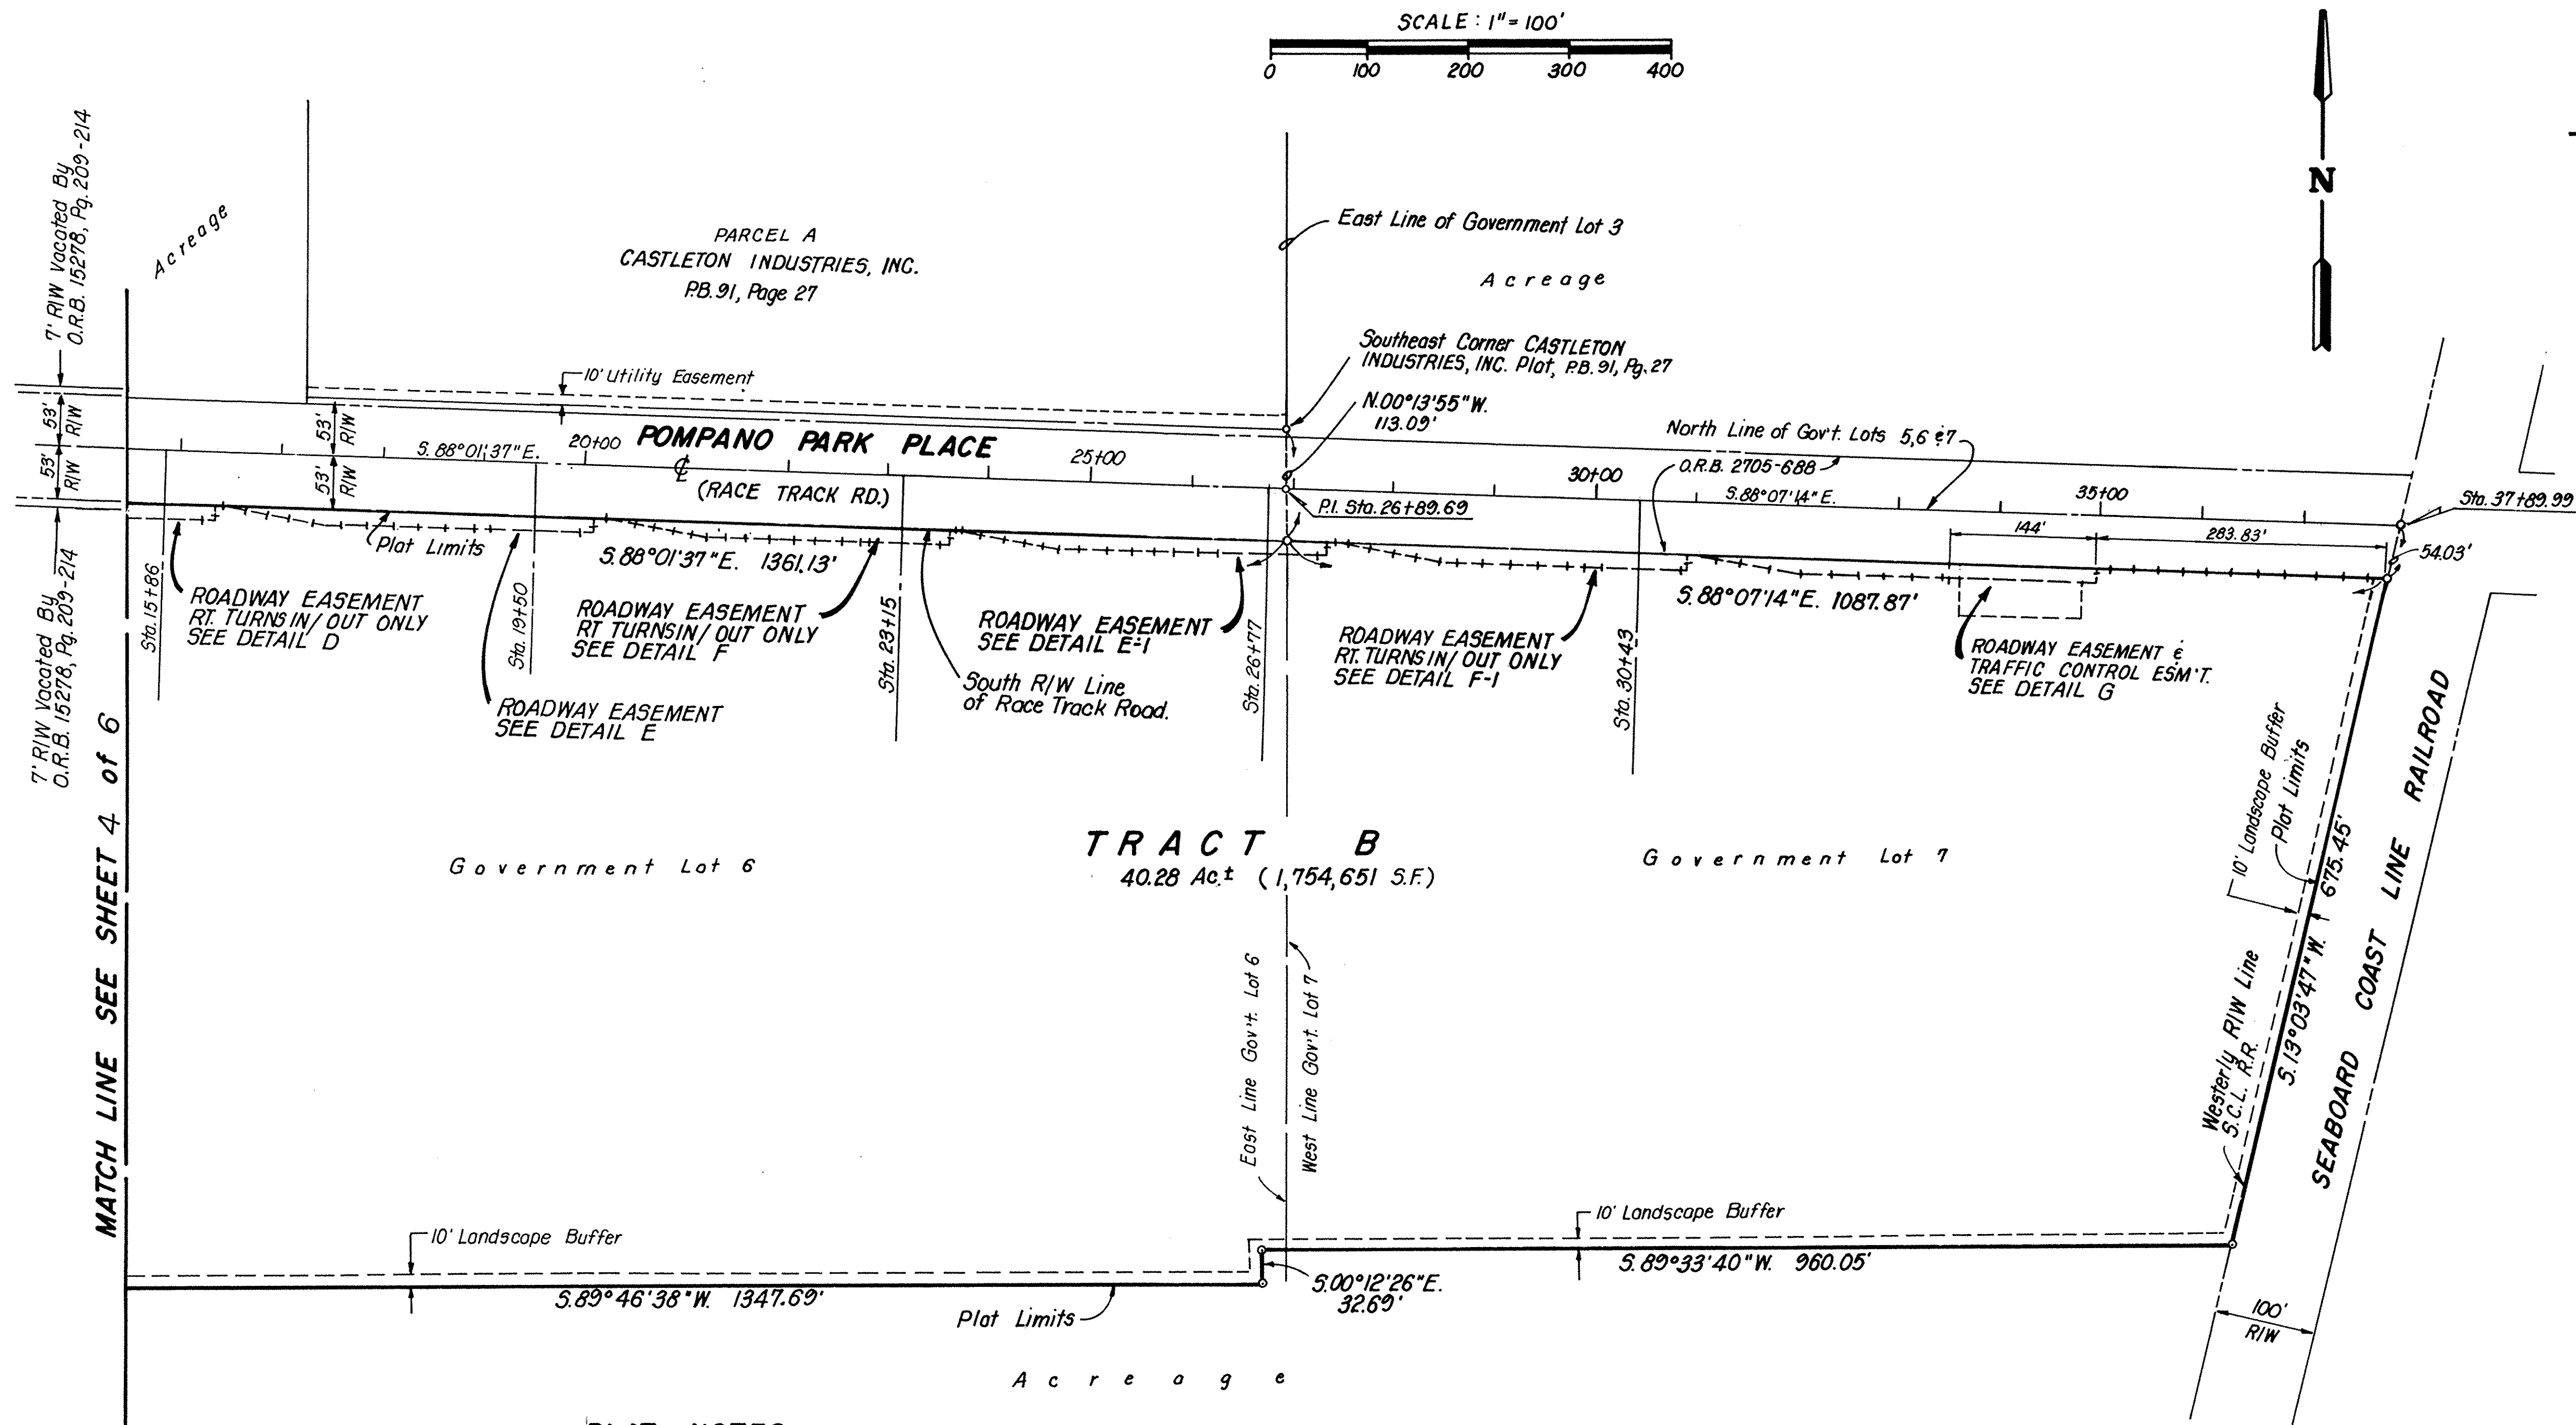 SCALE: 1"=100'
0 100 200 300 400
N
7' R/W Vacated By
O.R.B. 15278, Pg. 209-214
Acreage
PARCEL A
CASTLETON INDUSTRIES, INC.
P.B. 91, Page 27
East Line of Government Lot 3
Acreage
Southeast Corner CASTLETON
INDUSTRIES, INC. Plat, P.B. 91, Pg. 27
N.00°13'55"W.
113.09'
10' Utility Easement
53'
R/W
53'
R/W
53'
R/W
53'
R/W
S.88°01'37"E.
20+00
POMPANO PARK PLACE
℄
(RACE TRACK RD.)
25+00
North Line of Gov't. Lots 5,6 & 7
O.R.B. 2705-688
30+00
S.88°07'14"E.
35+00
P.I. Sta. 26+89.69
Sta. 37+89.99
144'
283.83'
54.03'
Plat Limits
S.88°01'37"E. 1361.13'
S.88°07'14"E. 1087.87'
7' R/W Vacated By
O.R.B. 15278, Pg. 209-214
Sta. 15+86
ROADWAY EASEMENT
RT. TURNS IN/OUT ONLY
SEE DETAIL D
Sta. 19+50
ROADWAY EASEMENT
SEE DETAIL E
ROADWAY EASEMENT
RT TURNS IN/OUT ONLY
SEE DETAIL F
Sta. 23+15
South R/W Line
of Race Track Road.
ROADWAY EASEMENT
SEE DETAIL E-1
Sta. 26+77
ROADWAY EASEMENT
RT. TURNS IN/OUT ONLY
SEE DETAIL F-1
Sta. 30+43
ROADWAY EASEMENT &
TRAFFIC CONTROL ESM'T.
SEE DETAIL G
MATCH LINE SEE SHEET 4 of 6
Government Lot 6
TRACT B
40.28 Ac.± (1,754,651 S.F.)
Government Lot 7
10' Landscape Buffer
Plat Limits
S.13°03'47"W. 675.45'
SEABOARD COAST LINE RAILROAD
Westerly R/W Line
S.C.L. R.R.
East Line Gov't. Lot 6
West Line Gov't. Lot 7
10' Landscape Buffer
10' Landscape Buffer
S.89°46'38"W. 1347.69'
Plat Limits
S.00°12'26"E.
32.69'
S.89°33'40"W. 960.05'
100'
R/W
Acreage
PLAT NOTES